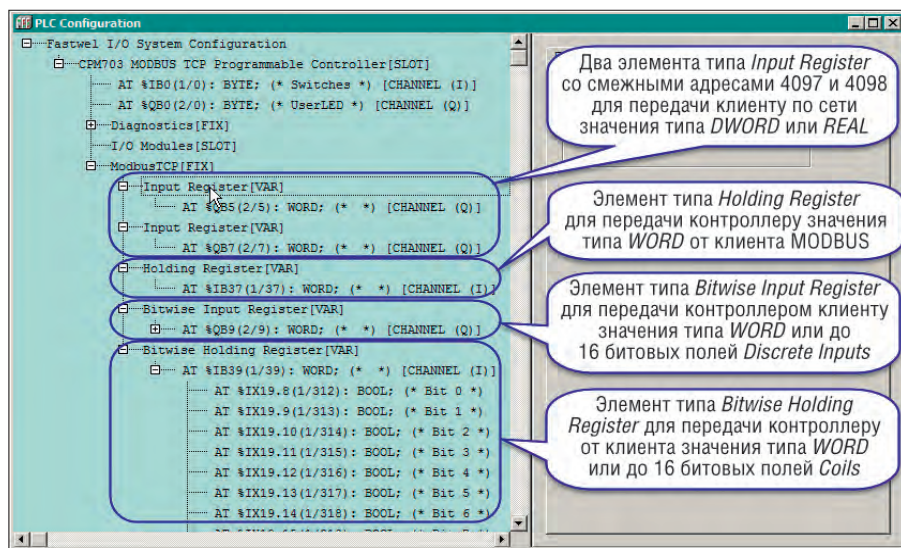 PLC Configuration
Fastwel I/O System Configuration
CPM703 MODBUS TCP Programmable Controller[SLOT]
AT %IB0(1/0): BYTE; (* Switches *) [CHANNEL (I)]
AT %QB0(2/0): BYTE; (* UserLED *) [CHANNEL (Q)]
Diagnostics[FIX]
I/O Modules[SLOT]
ModbusTCP[FIX]
Input Register[VAR]
AT %QB5(2/5): WORD; (* *) [CHANNEL (Q)]
Input Register[VAR]
AT %QB7(2/7): WORD; (* *) [CHANNEL (Q)]
Holding Register[VAR]
AT %IB37(1/37): WORD; (* *) [CHANNEL (I)]
Bitwise Input Register[VAR]
AT %QB9(2/9): WORD; (* *) [CHANNEL (Q)]
Bitwise Holding Register[VAR]
AT %IB39(1/39): WORD; (* *) [CHANNEL (I)]
AT %IX19.8(1/312): BOOL; (* Bit 0 *)
AT %IX19.9(1/313): BOOL; (* Bit 1 *)
AT %IX19.10(1/314): BOOL; (* Bit 2 *)
AT %IX19.11(1/315): BOOL; (* Bit 3 *)
AT %IX19.12(1/316): BOOL; (* Bit 4 *)
AT %IX19.13(1/317): BOOL; (* Bit 5 *)
AT %IX19.14(1/318): BOOL; (* Bit 6 *)
Два элемента типа Input Register
со смежными адресами 4097 и 4098
для передачи клиенту по сети
значения типа DWORD или REAL
Элемент типа Holding Register
для передачи контроллеру значения
типа WORD от клиента MODBUS
Элемент типа Bitwise Input Register
для передачи контроллером клиенту
значения типа WORD или до
16 битовых полей Discrete Inputs
Элемент типа Bitwise Holding
Register для передачи контроллеру
от клиента значения типа WORD
или до 16 битовых полей Coils